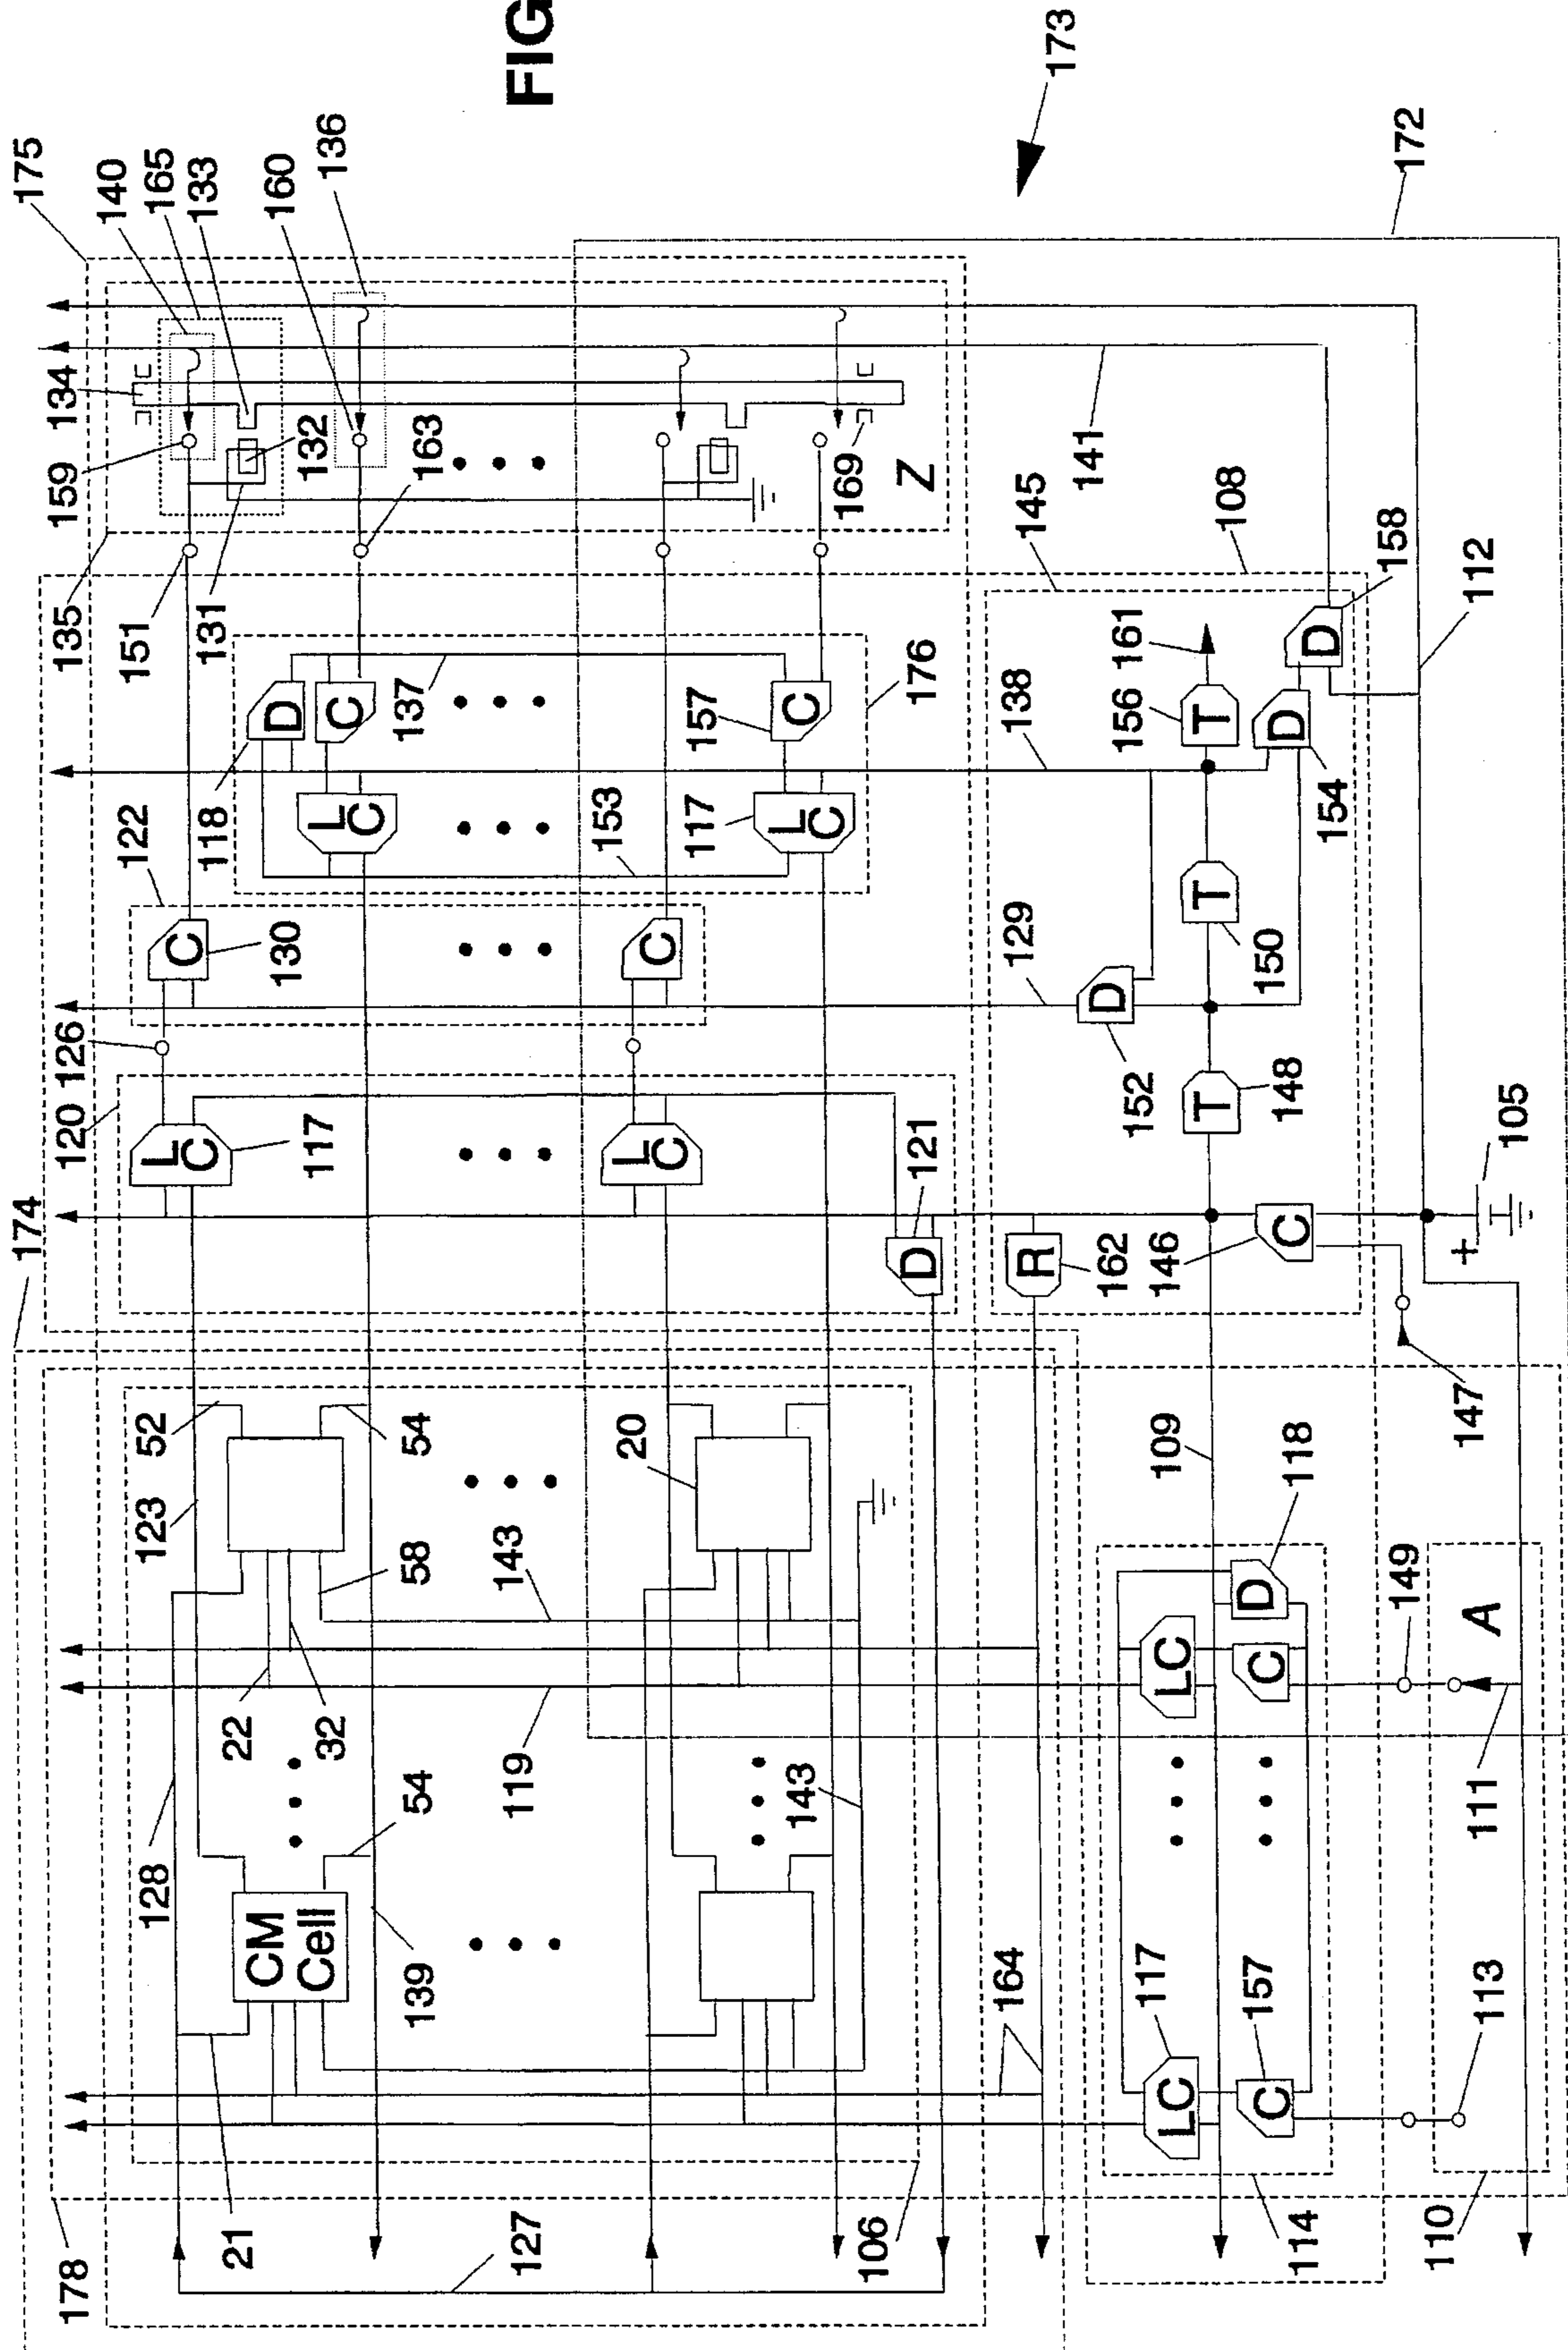 FIG
174
175
178
120
126
135
159
134
140
128
123
52
122
151
165
133
L
C
117
C
130
118
131
21
22
CM
Cell
D
132
160
136
32
58
54
L
C
C
163
137
139
54
119
143
127
20
L
C
C
153
117
157
L
C
C
169
143
106
D
121
176
Z
164
R
162
129
138
D
152
141
145
117
LC
LC
109
146
T
148
T
150
T
156
161
108
157
C
C
D
118
C
D
154
D
158
114
149
147
105
+
112
110
113
111
A
172
173